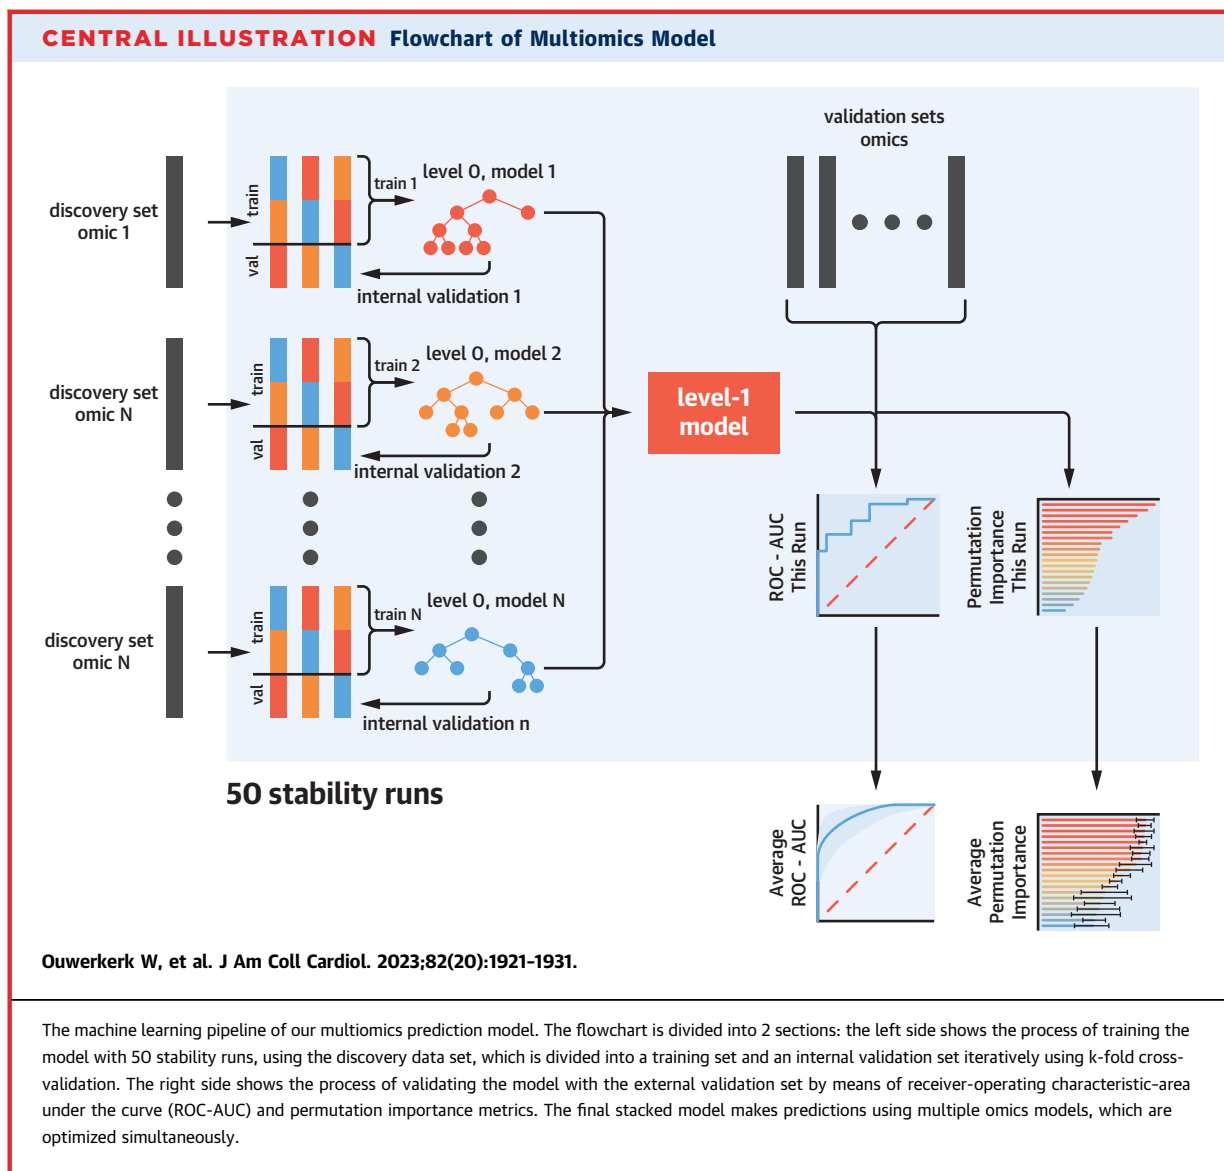 CENTRAL ILLUSTRATION Flowchart of Multiomics Model
validation sets
omics
discovery set
omic 1
train
val
train 1
level 0, model 1
internal validation 1
discovery set
omic N
train
val
train 2
level 0, model 2
internal validation 2
level-1
model
discovery set
omic N
train
val
train N
level 0, model N
internal validation n
ROC - AUC
This Run
Permutation
Importance
This Run
50 stability runs
Average
ROC - AUC
Average
Permutation
Importance
Ouwerkerk W, et al. J Am Coll Cardiol. 2023;82(20):1921–1931.
The machine learning pipeline of our multiomics prediction model. The flowchart is divided into 2 sections: the left side shows the process of training the
model with 50 stability runs, using the discovery data set, which is divided into a training set and an internal validation set iteratively using k-fold cross-
validation. The right side shows the process of validating the model with the external validation set by means of receiver-operating characteristic–area
under the curve (ROC-AUC) and permutation importance metrics. The final stacked model makes predictions using multiple omics models, which are
optimized simultaneously.